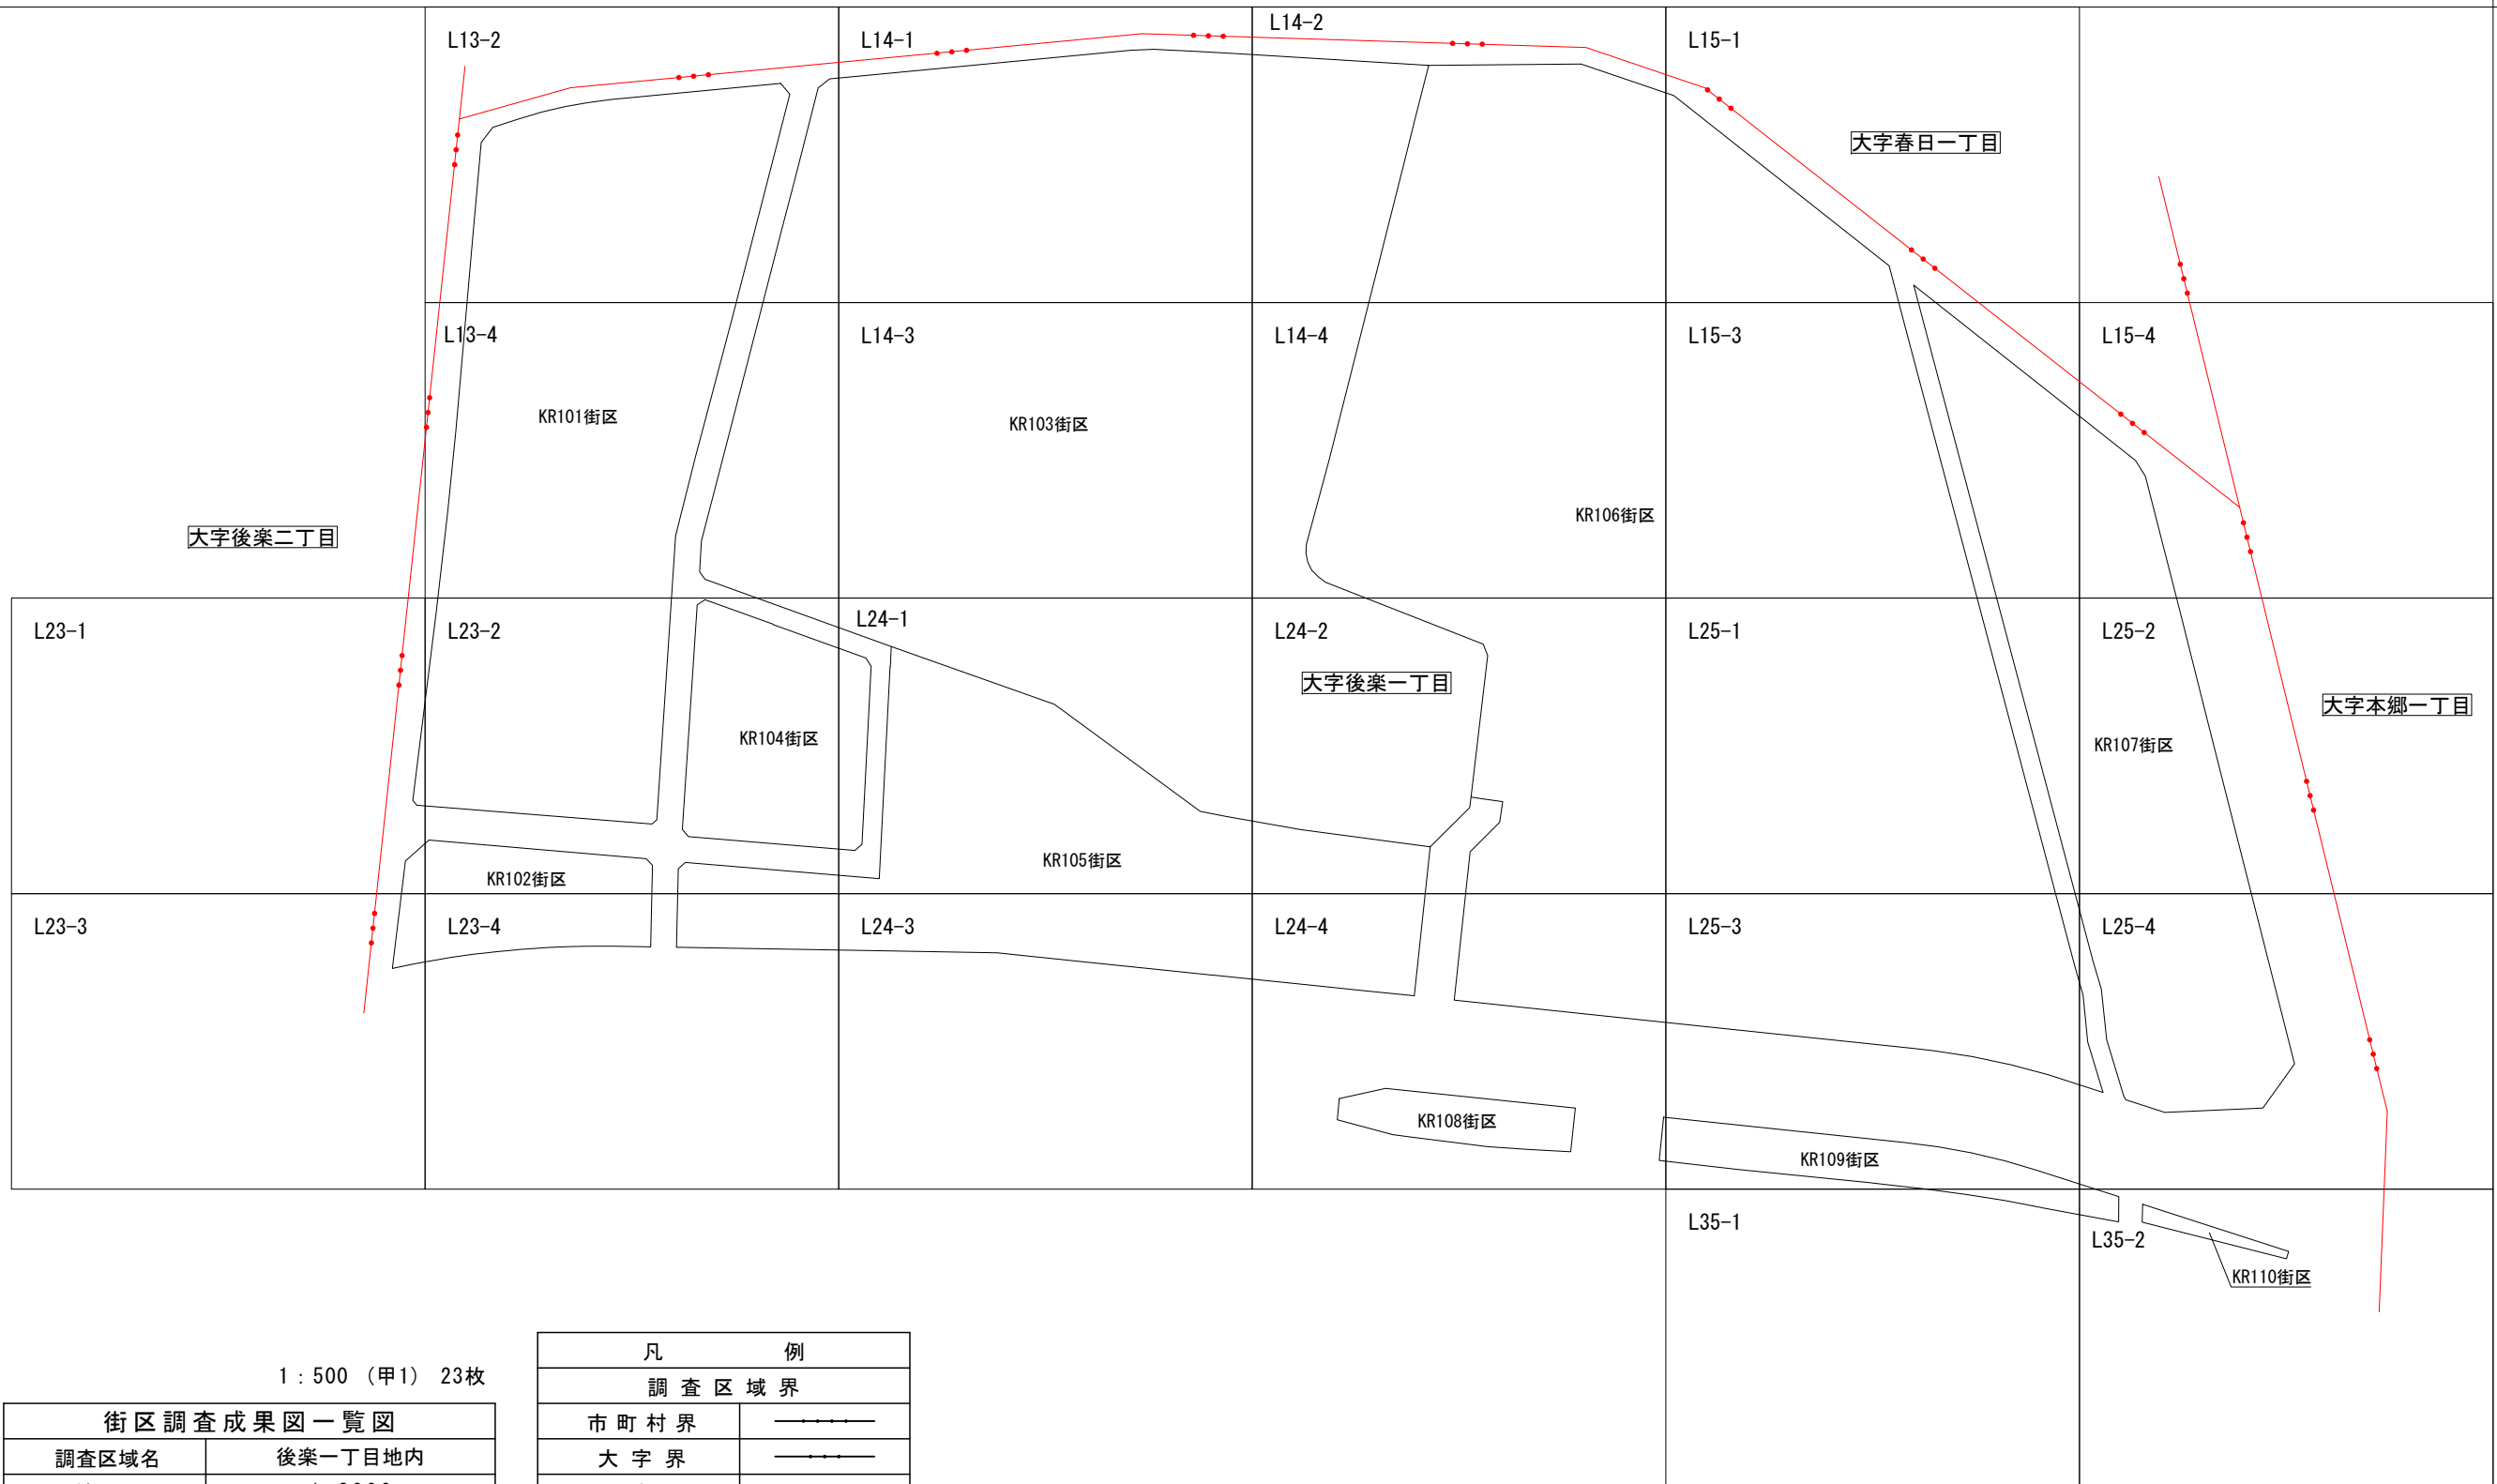 L13-2
L14-1
L14-2
L15-1
大字春日一丁目
L13-4
L14-3
L14-4
L15-3
L15-4
KR101街区
KR103街区
KR106街区
大字後楽二丁目
L23-1
L23-2
L24-1
L24-2
L25-1
L25-2
大字後楽一丁目
大字本郷一丁目
KR104街区
KR107街区
KR105街区
KR102街区
L23-3
L23-4
L24-3
L24-4
L25-3
L25-4
KR108街区
KR109街区
L35-1
L35-2
KR110街区
1:500 (甲1) 23枚
街区調査成果図一覧図
調査区域名 後楽一丁目地内
凡 例
調査区域界
市町村界
大字界